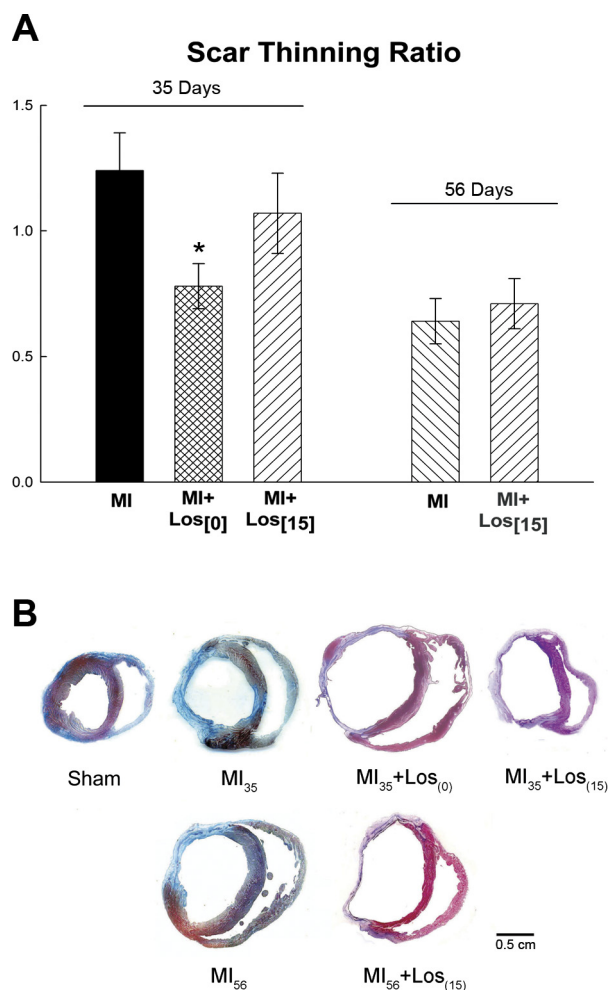 A
Scar Thinning Ratio
35 Days
56 Days
1.5
1.0
0.5
0.0
*
MI
MI+
Los[0]
MI+
Los[15]
MI
MI+
Los[15]
B
Sham
MI35
MI35+Los(0)
MI35+Los(15)
MI56
MI56+Los(15)
0.5 cm